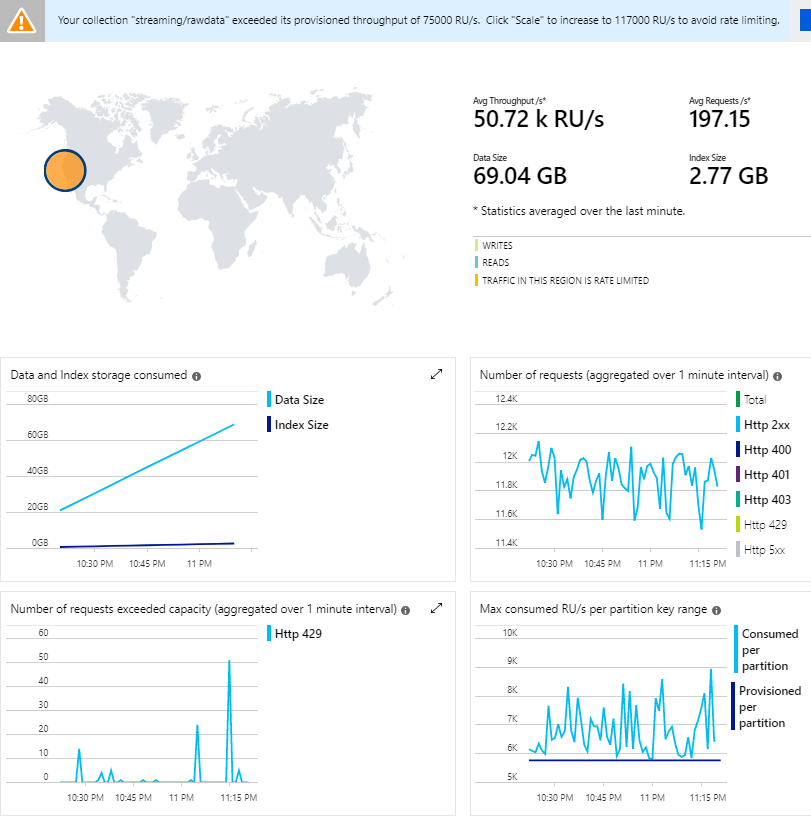 Your collection "streaming/rawdata" exceeded its provisioned throughput of 75000 RU/s. Click "Scale" to increase to 117000 RU/s to avoid rate limiting.
Avg Throughput /s*
50.72 k RU/s
Avg Requests /s*
197.15
Data Size
69.04 GB
Index Size
2.77 GB
* Statistics averaged over the last minute.
WRITES
READS
TRAFFIC IN THIS REGION IS RATE LIMITED
Data and Index storage consumed
80GB
60GB
40GB
20GB
0GB
10:30 PM 10:45 PM 11 PM
Data Size
Index Size
Number of requests (aggregated over 1 minute interval)
12.4K
12.2K
12K
11.8K
11.6K
11.4K
10:30 PM 10:45 PM 11 PM 11:15 PM
Total
Http 2xx
Http 400
Http 401
Http 403
Http 429
Http 5xx
Number of requests exceeded capacity (aggregated over 1 minute interval)
60
50
40
30
20
10
0
10:30 PM 10:45 PM 11 PM 11:15 PM
Http 429
Max consumed RU/s per partition key range
10K
9K
8K
7K
6K
5K
10:30 PM 10:45 PM 11 PM 11:15 PM
Consumed
per
partition
Provisioned
per
partition